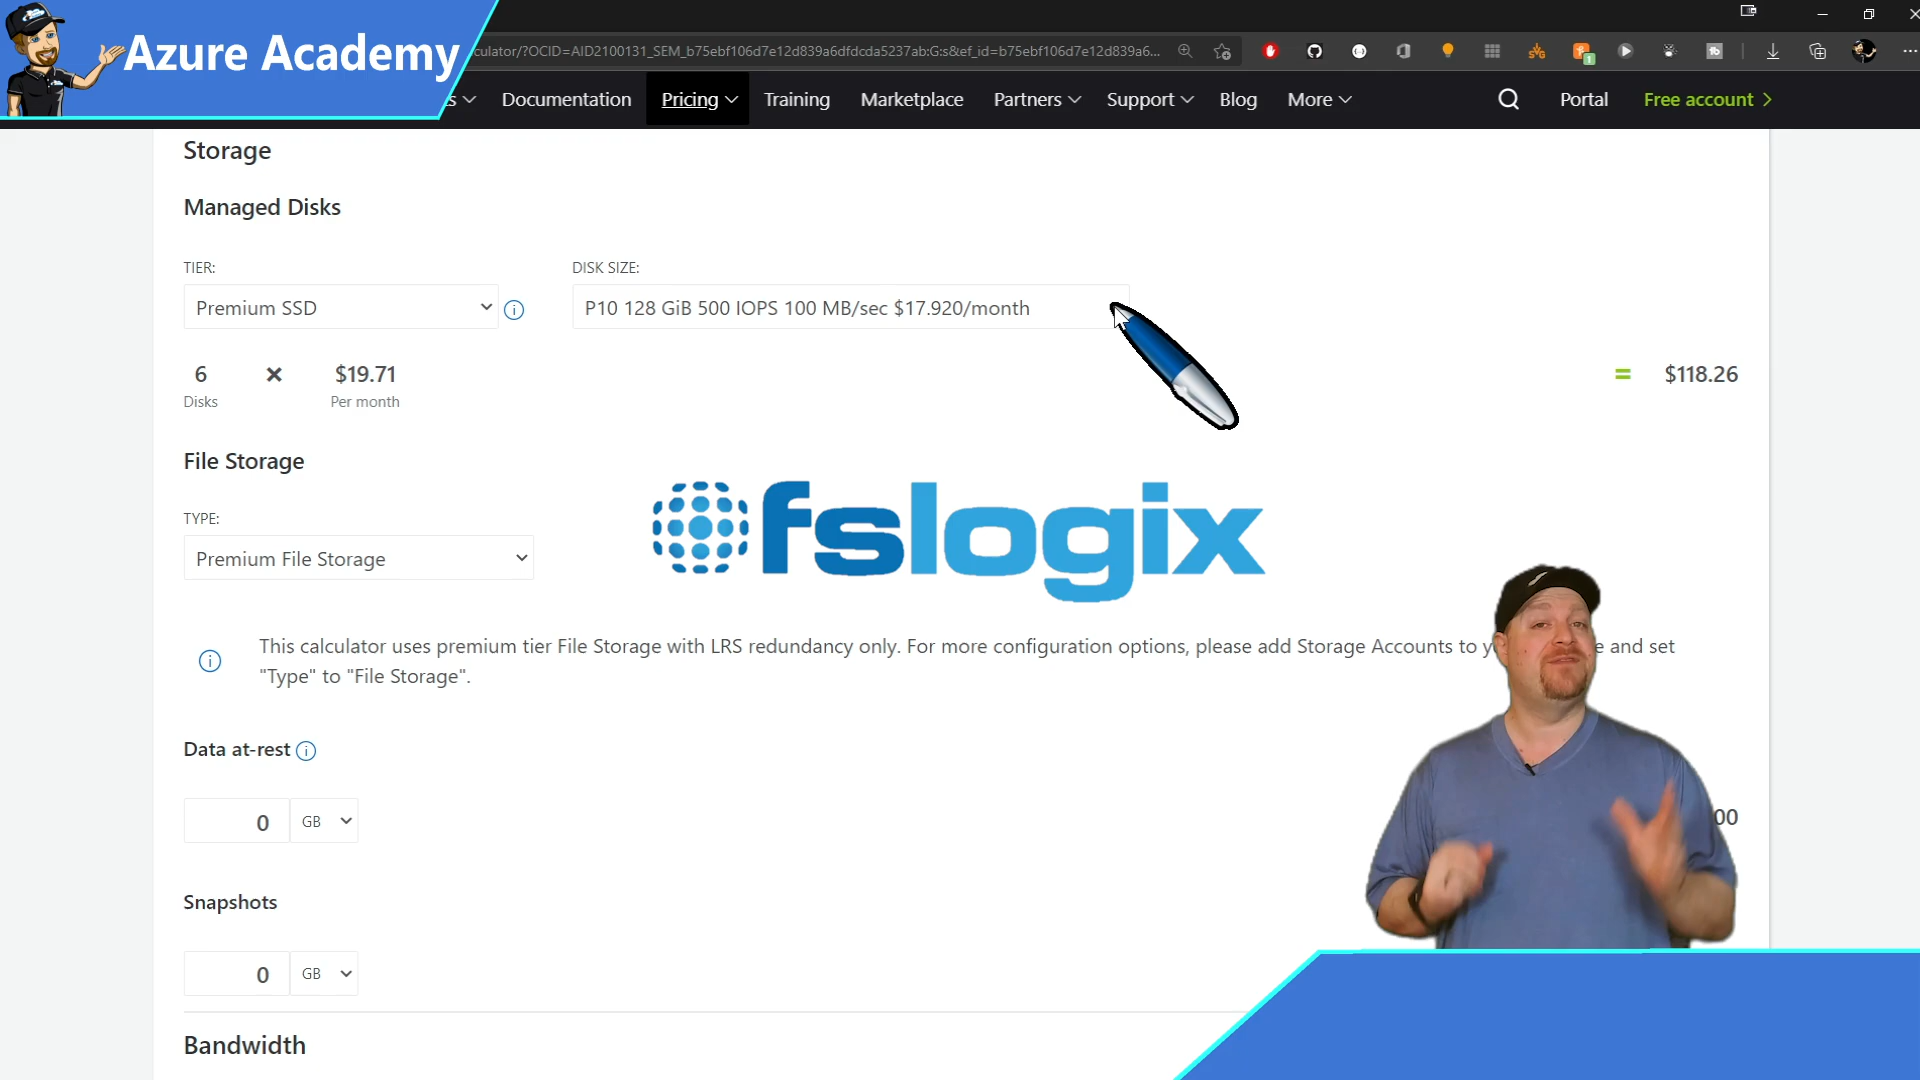 Azure Academy
culator/?OCID=AID2100131_SEM_b75ebf106d7e12d839a6dfdcda5237ab:G:s&ef_id=b75ebf106d7e12d839a6...
s Documentation Pricing Training Marketplace Partners Support Blog More Portal Free account
Storage
Managed Disks
TIER: DISK SIZE:
Premium SSD P10 128 GiB 500 IOPS 100 MB/sec $17.920/month
6 × $19.71 = $118.26
Disks Per month
File Storage
fslogix
TYPE:
Premium File Storage
This calculator uses premium tier File Storage with LRS redundancy only. For more configuration options, please add Storage Accounts to y e and set
"Type" to "File Storage".
Data at-rest
0 GB 00
Snapshots
0 GB
Bandwidth